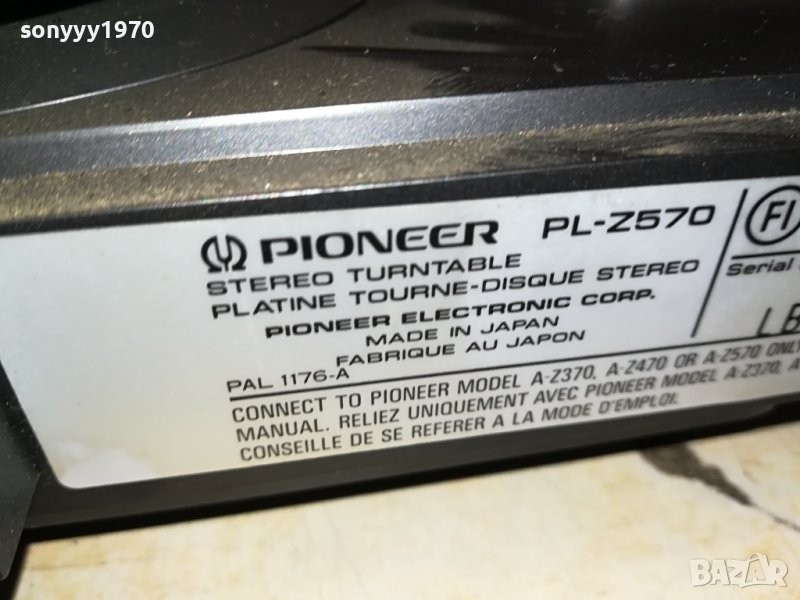 sonyyy1970
PIONEER PL-Z570
FI
STEREO TURNTABLE
PLATINE TOURNE-DISQUE STEREO
Serial
PIONEER ELECTRONIC CORP.
MADE IN JAPAN
LB
FABRIQUE AU JAPON
PAL 1176-A
CONNECT TO PIONEER MODEL A-Z370, A-Z470 OR A-Z570 ONLY
MANUAL. RELIEZ UNIQUEMENT AVEC PIONEER MODEL A-Z370, A
CONSEILLE DE SE REFERER A LA MODE D'EMPLOI.
BAZAR